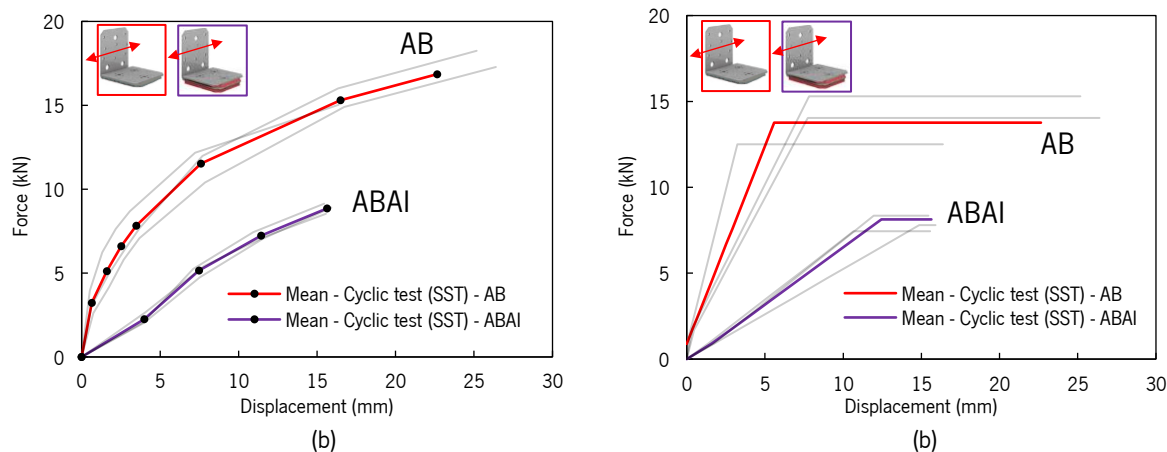 20
15
10
5
0
Force (kN)
AB
ABAI
Mean - Cyclic test (SST) - AB
Mean - Cyclic test (SST) - ABAI
0 5 10 15 20 25 30
Displacement (mm)
(b)
20
15
10
5
0
Force (kN)
AB
ABAI
Mean - Cyclic test (SST) - AB
Mean - Cyclic test (SST) - ABAI
0 5 10 15 20 25 30
Displacement (mm)
(b)